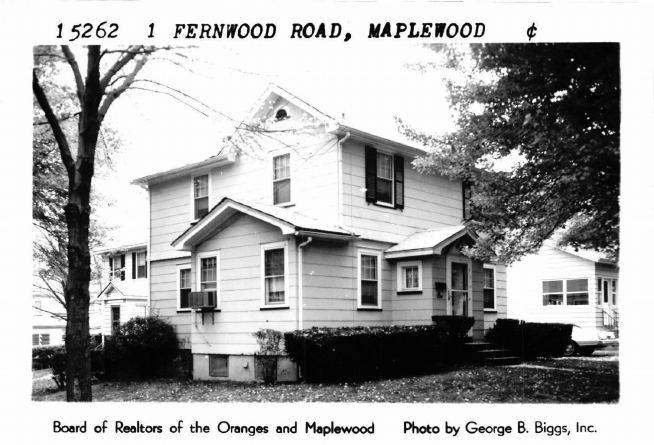 15262 1 FERNWOOD ROAD, MAPLEWOOD ¢
Board of Realtors of the Oranges and Maplewood Photo by George B. Biggs, Inc.